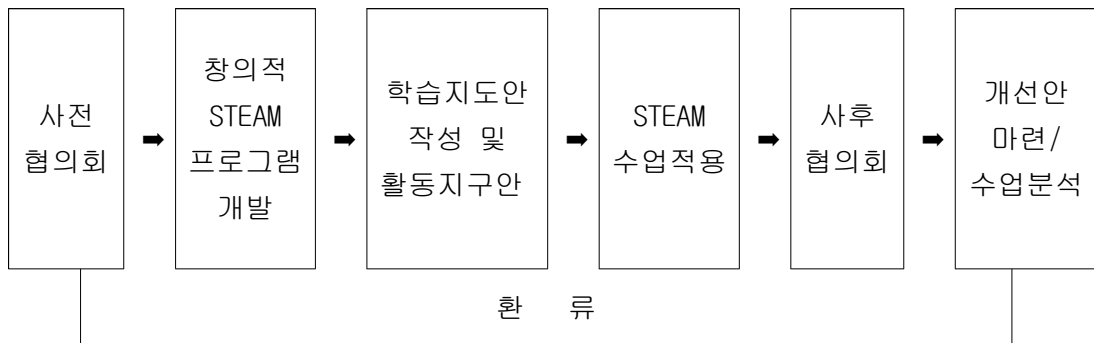 사전
협의회
➡
창의적
STEAM
프로그램
개발
➡
학습지도안
작성 및
활동지구안
➡
STEAM
수업적용
➡
사후
협의회
➡
개선안
마련/
수업분석
환 류